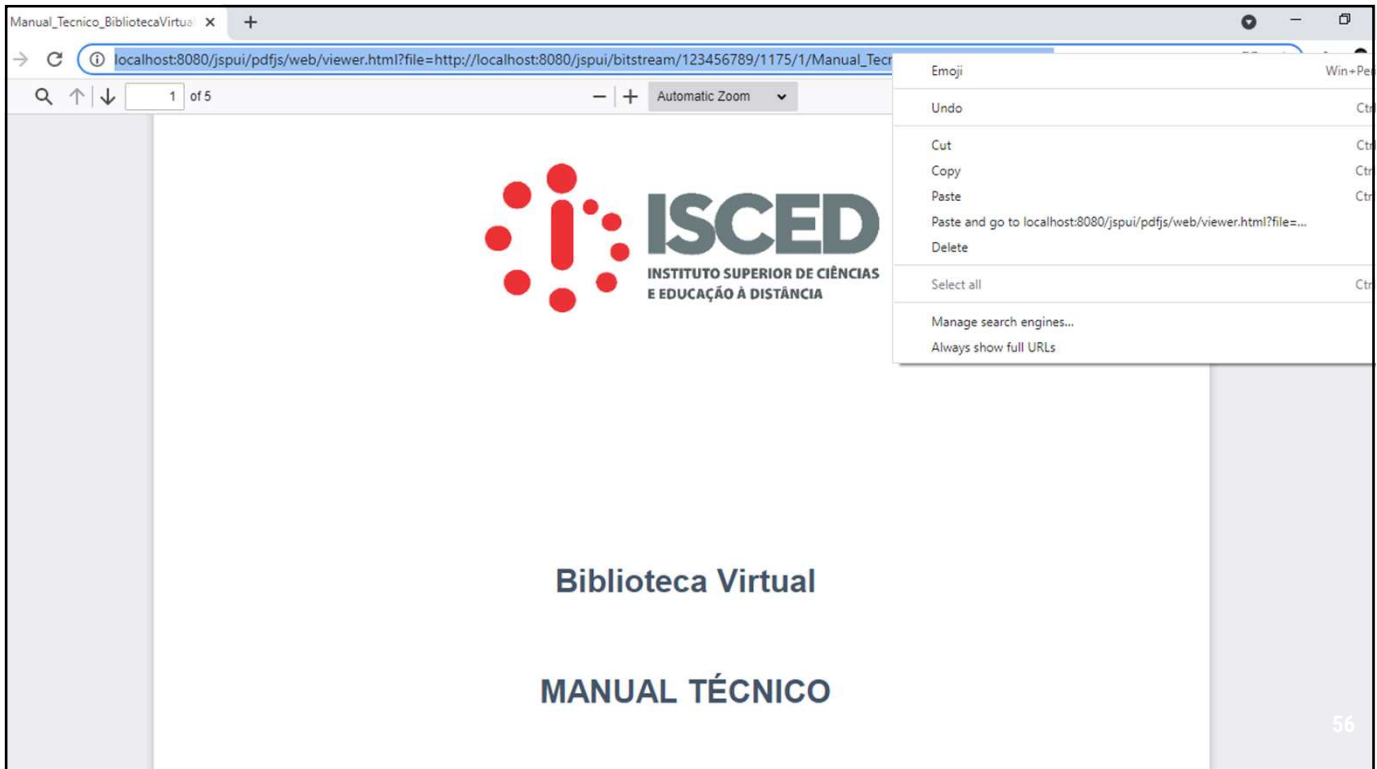 Manual_Tecnico_BibliotecaVirtua
localhost:8080/jspui/pdfjs/web/viewer.html?file=http://localhost:8080/jspui/bitstream/123456789/1175/1/Manual_Tecr
1 of 5
Automatic Zoom
Emoji Win+Per
Undo Ctr
Cut Ctr
Copy Ctr
Paste Ctr
Paste and go to localhost:8080/jspui/pdfjs/web/viewer.html?file=...
Delete
Select all Ctr
Manage search engines...
Always show full URLs
ISCED
INSTITUTO SUPERIOR DE CIÊNCIAS
E EDUCAÇÃO À DISTÂNCIA
Biblioteca Virtual
MANUAL TÉCNICO
56